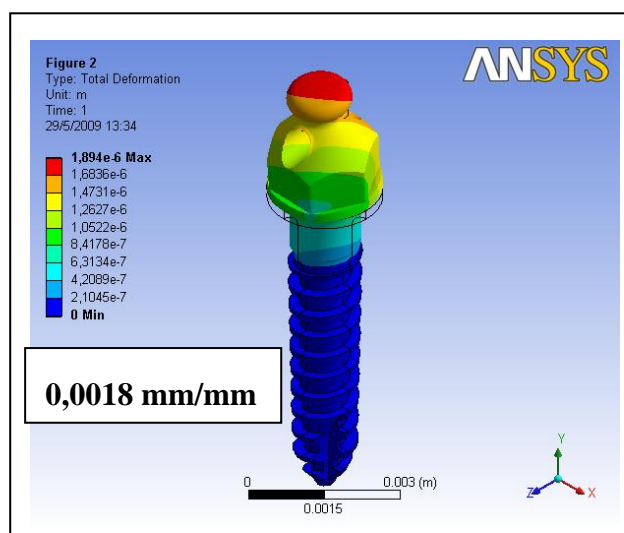 Figure 2
Type: Total Deformation
Unit: m
Time: 1
29/5/2009 13:34
ANSYS
1,894e-6 Max
1,6836e-6
1,4731e-6
1,2627e-6
1,0522e-6
8,4178e-7
6,3134e-7
4,2089e-7
2,1045e-7
0 Min
0,0018 mm/mm
0
0.003 (m)
0.0015
Y
Z
X